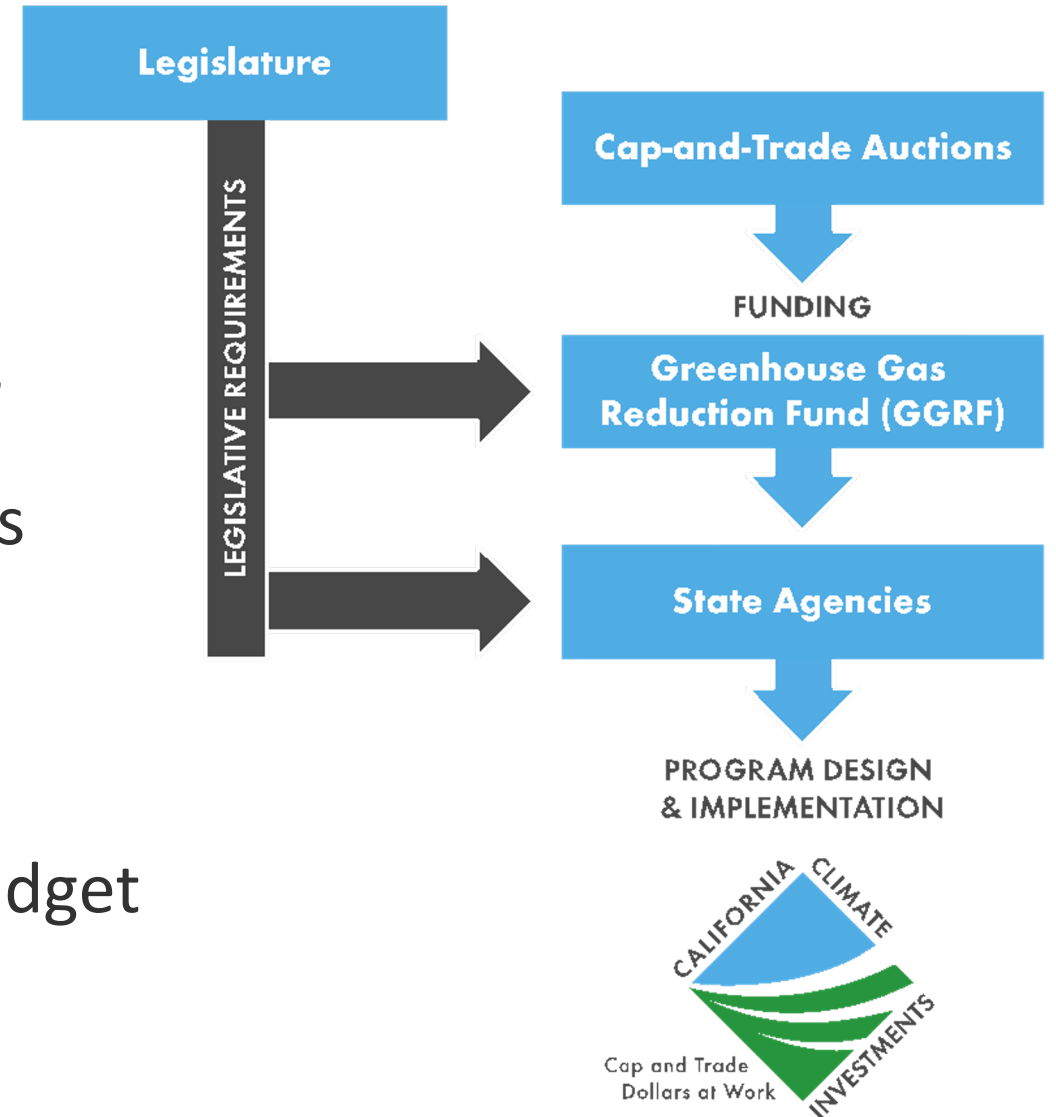 Legislature
LEGISLATIVE REQUIREMENTS
Cap-and-Trade Auctions
FUNDING
Greenhouse Gas
Reduction Fund (GGRF)
State Agencies
PROGRAM DESIGN
& IMPLEMENTATION
s
dget
CALIFORNIA
CLIMATE
INVESTMENTS
Cap and Trade
Dollars at Work